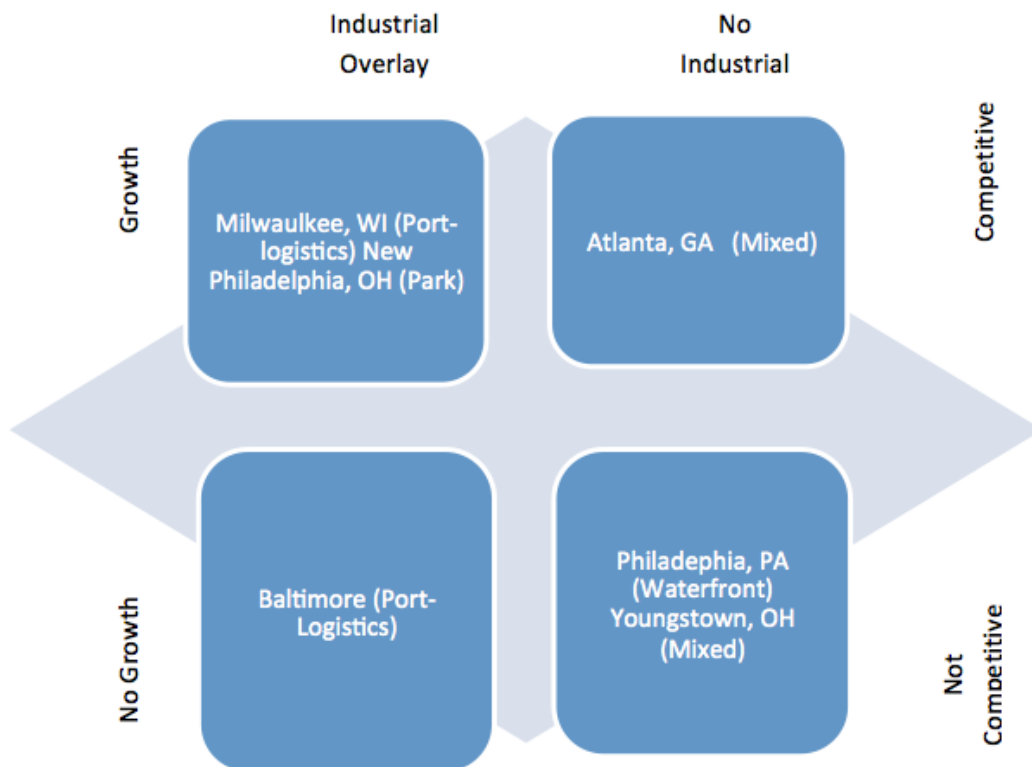 Industrial
Overlay
No
Industrial
Growth
Competitive
Milwaulkee, WI (Port-
logistics) New
Philadelphia, OH (Park)
Atlanta, GA (Mixed)
No Growth
Not
Competitive
Baltimore (Port-
Logistics)
Philadephia, PA
(Waterfront)
Youngstown, OH
(Mixed)